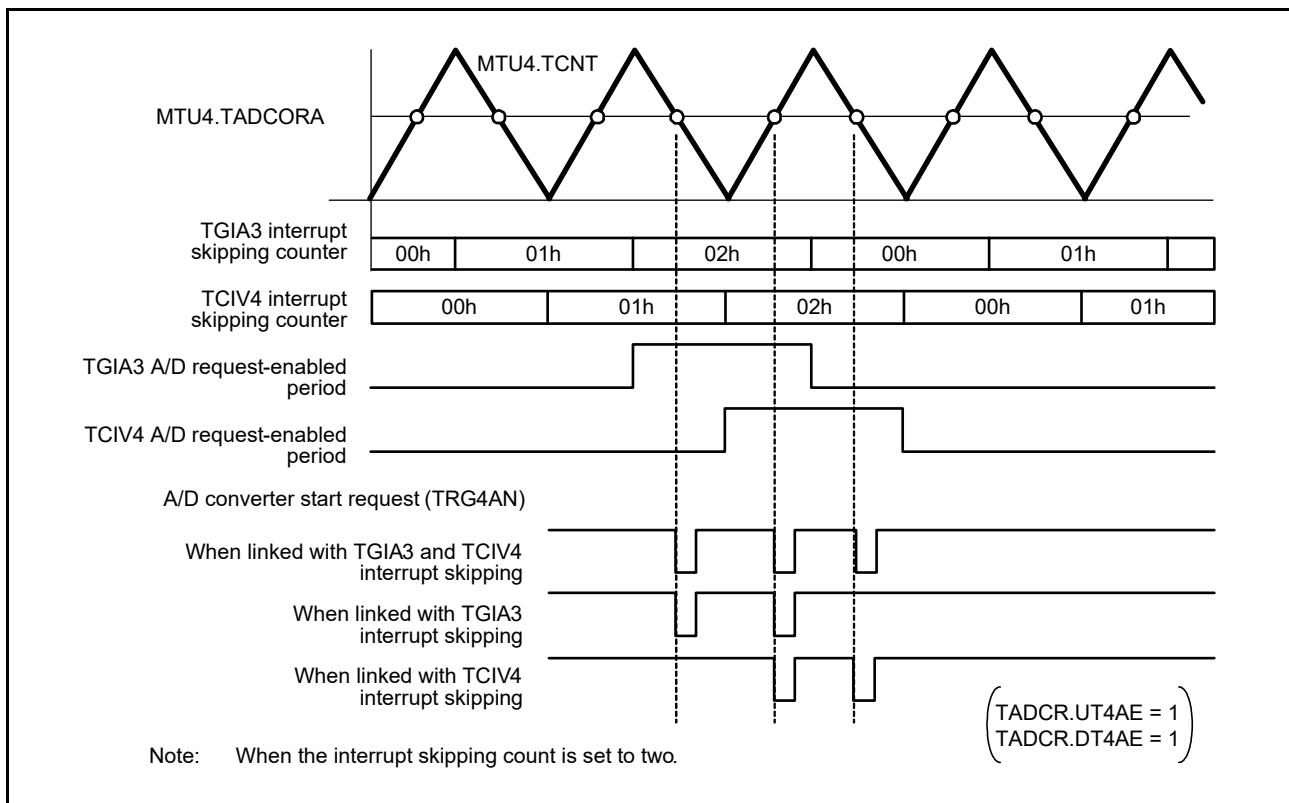 MTU4.TCNT
MTU4.TADCORA
TGIA3 interrupt
skipping counter
00h 01h 02h 00h 01h
TCIV4 interrupt
skipping counter
00h 01h 02h 00h 01h
TGIA3 A/D request-enabled
period
TCIV4 A/D request-enabled
period
A/D converter start request (TRG4AN)
When linked with TGIA3 and TCIV4
interrupt skipping
When linked with TGIA3
interrupt skipping
When linked with TCIV4
interrupt skipping
TADCR.UT4AE = 1
TADCR.DT4AE = 1
Note: When the interrupt skipping count is set to two.